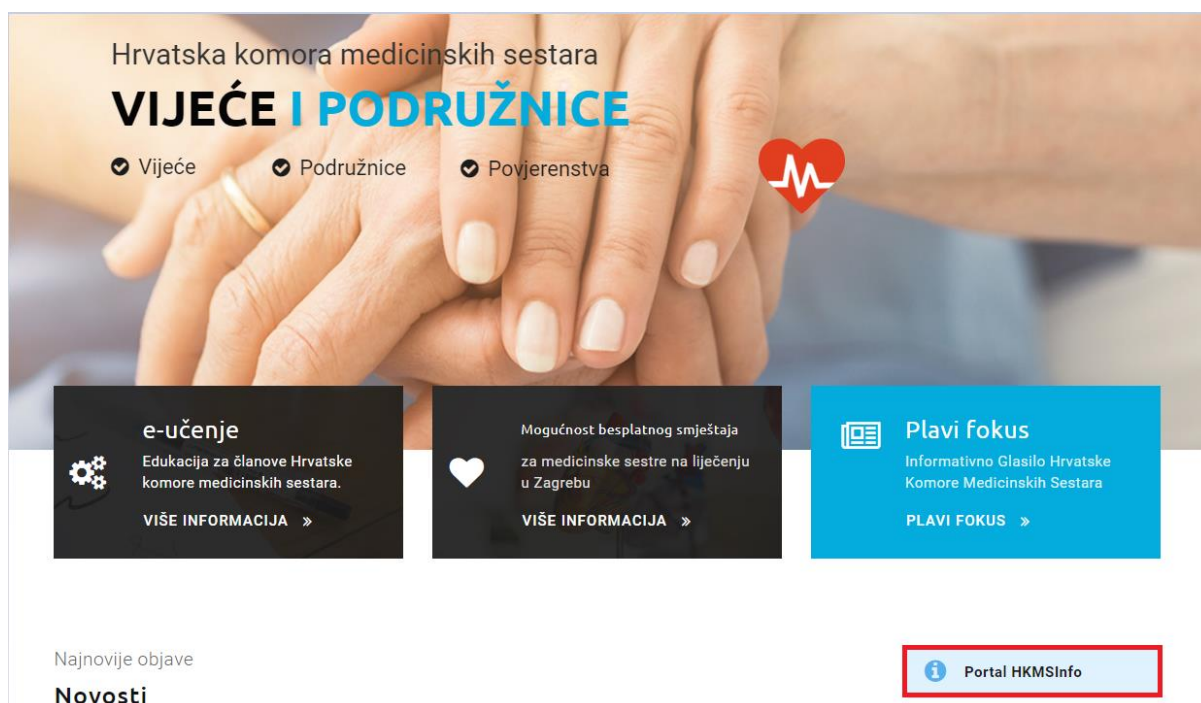 Hrvatska komora medicinskih sestara
VIJEĆE I PODRUŽNICE
Vijeće
Podružnice
Povjerenstva
e-učenje
Edukacija za članove Hrvatske
komore medicinskih sestara.
VIŠE INFORMACIJA »
Mogućnost besplatnog smještaja
za medicinske sestre na liječenju
u Zagrebu
VIŠE INFORMACIJA »
Plavi fokus
Informativno Glasilo Hrvatske
Komore Medicinskih Sestara
PLAVI FOKUS »
Najnovije objave
Novosti
Portal HKMSInfo